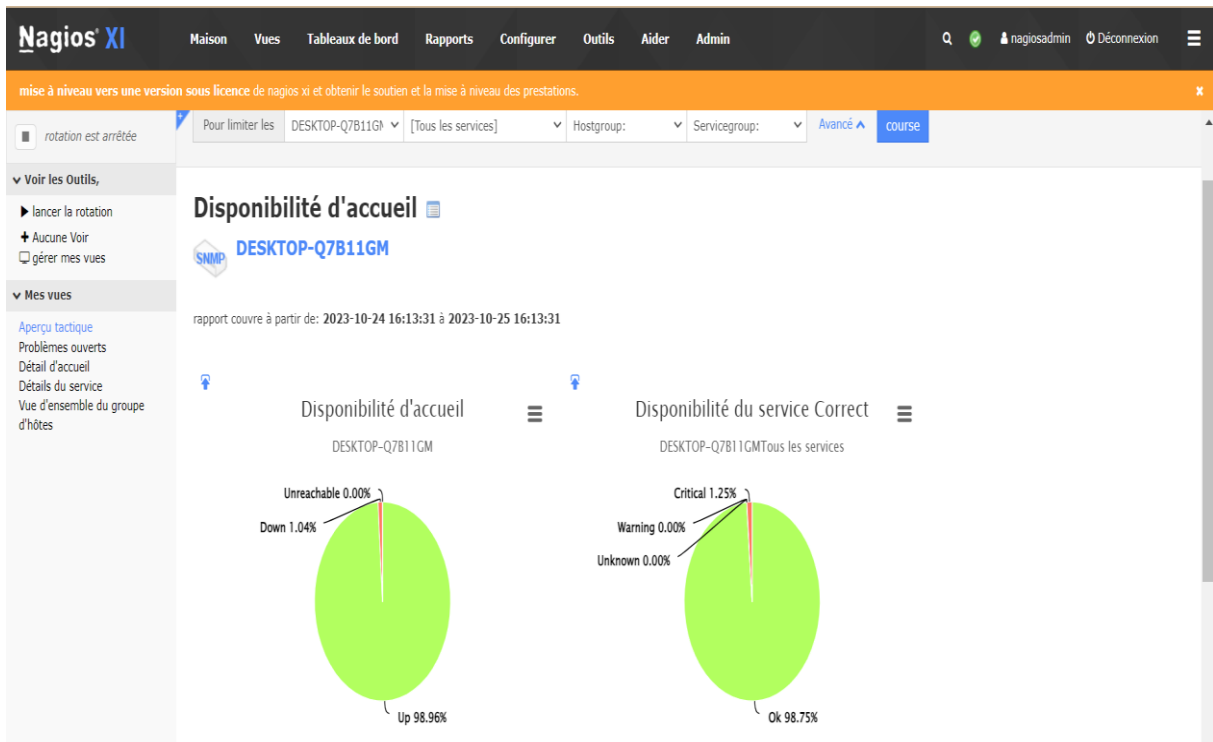 Nagios® XI
Maison Vues Tableaux de bord Rapports Configurer Outils Aider Admin nagiosadmin Déconnexion
mise à niveau vers une version sous licence de nagios xi et obtenir le soutien et la mise à niveau des prestations. x
rotation est arrêtée
Pour limiter les DESKTOP-Q7B11GM [Tous les services] Hostgroup: Servicegroup: Avancé course
Voir les Outils,
lancer la rotation
Aucune Voir
gérer mes vues
Mes vues
Aperçu tactique
Problèmes ouverts
Détail d'accueil
Détails du service
Vue d'ensemble du groupe
d'hôtes
Disponibilité d'accueil
SNMP DESKTOP-Q7B11GM
rapport couvre à partir de: 2023-10-24 16:13:31 à 2023-10-25 16:13:31
Disponibilité d'accueil
DESKTOP-Q7B11GM
Unreachable 0.00%
Down 1.04%
Up 98.96%
Disponibilité du service Correct
DESKTOP-Q7B11GMTous les services
Critical 1.25%
Warning 0.00%
Unknown 0.00%
Ok 98.75%